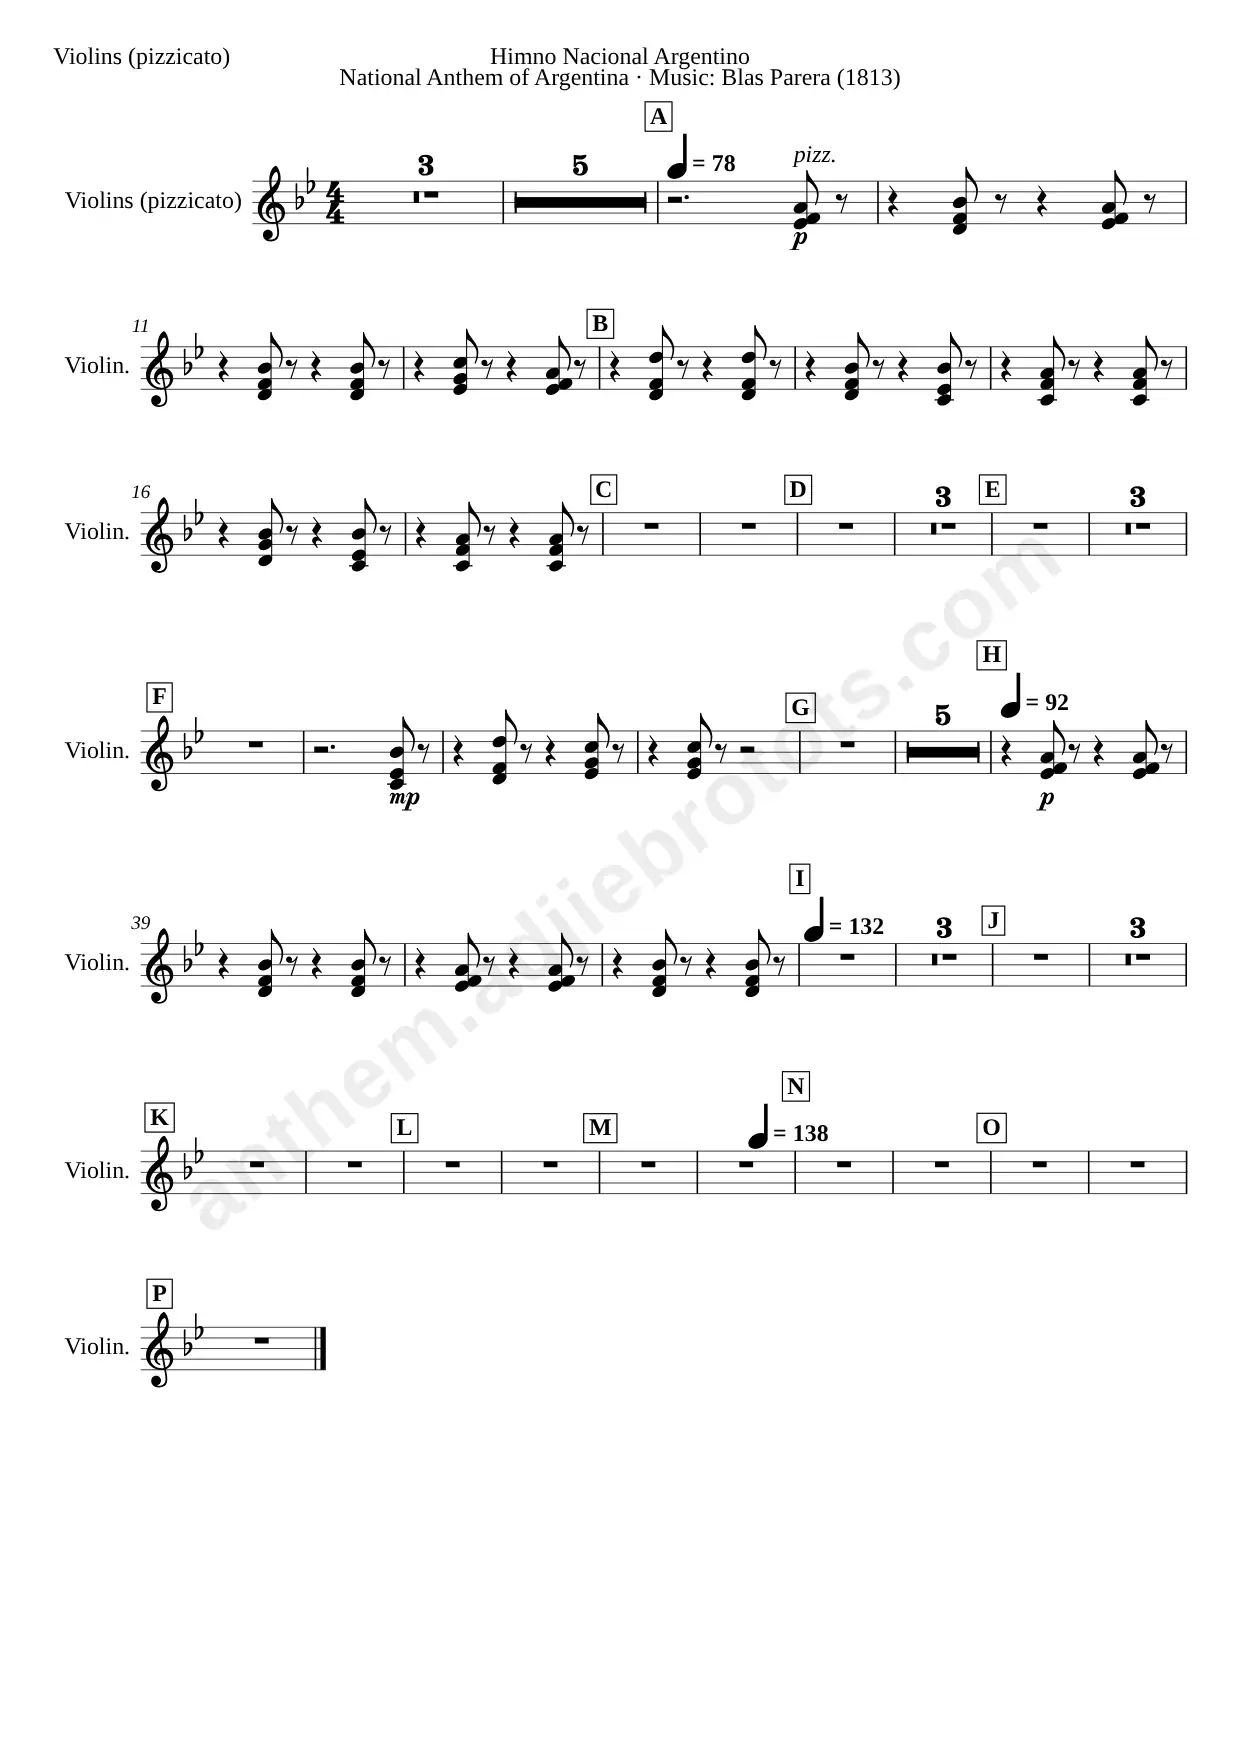 Violins (pizzicato)
Himno Nacional Argentino
National Anthem of Argentina · Music: Blas Parera (1813)
A
3
5
= 78
pizz.
Violins (pizzicato)
4
4
p
11
B
Violin.
16
C
D
3
E
3
Violin.
F
G
5
H
= 92
Violin.
mp
p
39
I
= 132
3
J
3
Violin.
K
L
M
= 138
N
O
Violin.
P
Violin.
anthem.adjiebrotots.com